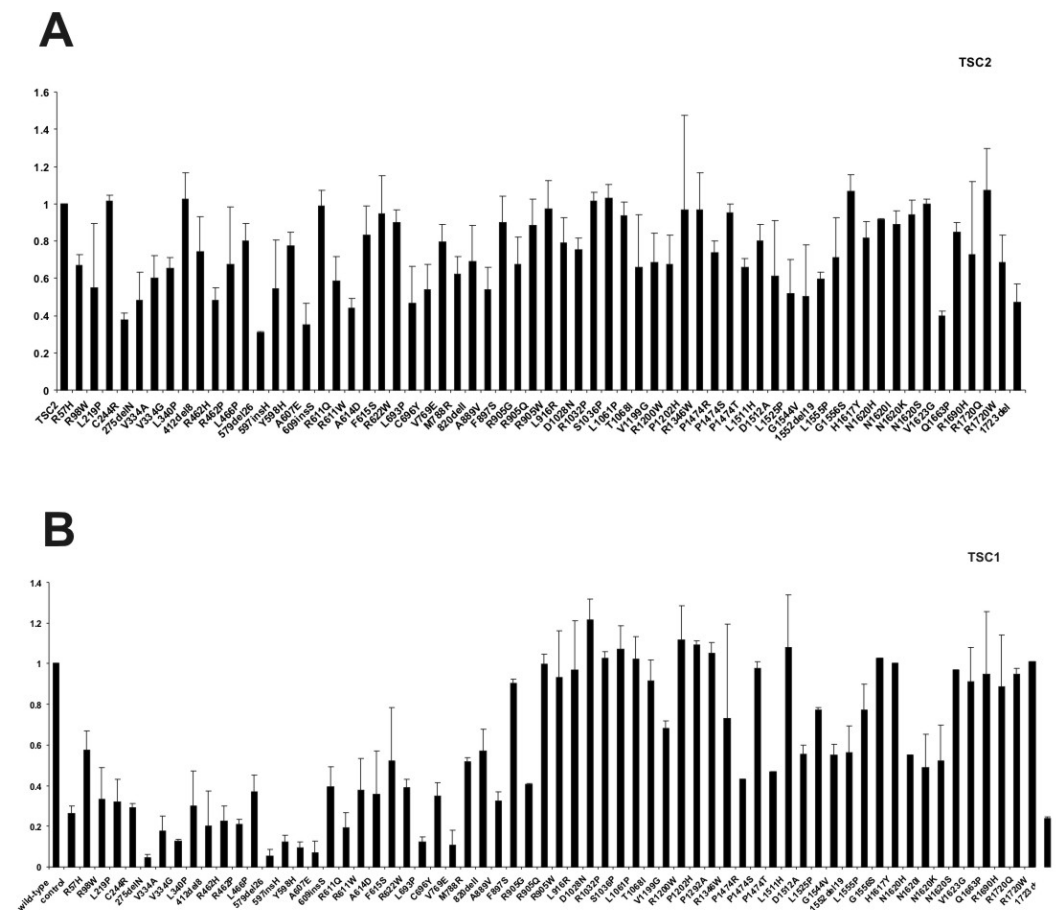 A
TSC2
1.6
1.4
1.2
1
0.8
0.6
0.4
0.2
0
TSC2
R57H
R98W
L219P
C244R
275delN
V334A
V334G
L340P
412del8
R462H
R462P
L466P
579del26
597insH
Y598H
A607E
609insS
R611Q
R611W
A614D
F615S
R622W
L693P
C696Y
V769E
M788R
820delI
A889V
F897S
R905G
R905Q
R905W
L916R
D1028N
R1032P
S1036P
L1061P
T1068I
V1199G
R1200W
P1202H
R1346W
P1474R
P1474S
P1474T
L1511H
D1512A
L1525P
G1544V
1552del19
L1555P
G1556S
H1617Y
N1620H
N1620I
N1620K
N1620S
V1623G
Q1663P
R1690H
R1720Q
R1720W
1723del
B
TSC1
1.4
1.2
1
0.8
0.6
0.4
0.2
0
wild-type
control
R57H
R98W
L219P
C244R
275delN
V334A
V334G
L340P
412del8
R462H
R462P
L466P
579del26
597insH
Y598H
A607E
609insS
R611Q
R611W
A614D
F615S
R622W
L693P
C696Y
V769E
M788R
820delI
A889V
F897S
R905G
R905Q
R905W
L916R
D1028N
R1032P
S1036P
L1061P
T1068I
V1199G
R1200W
P1202H
P1292A
R1346W
P1474R
P1474S
P1474T
L1511H
D1512A
L1525P
G1544V
1552del19
L1555P
G1556S
H1617Y
N1620H
N1620I
N1620K
N1620S
V1623G
Q1663P
R1690H
R1720Q
R1720W